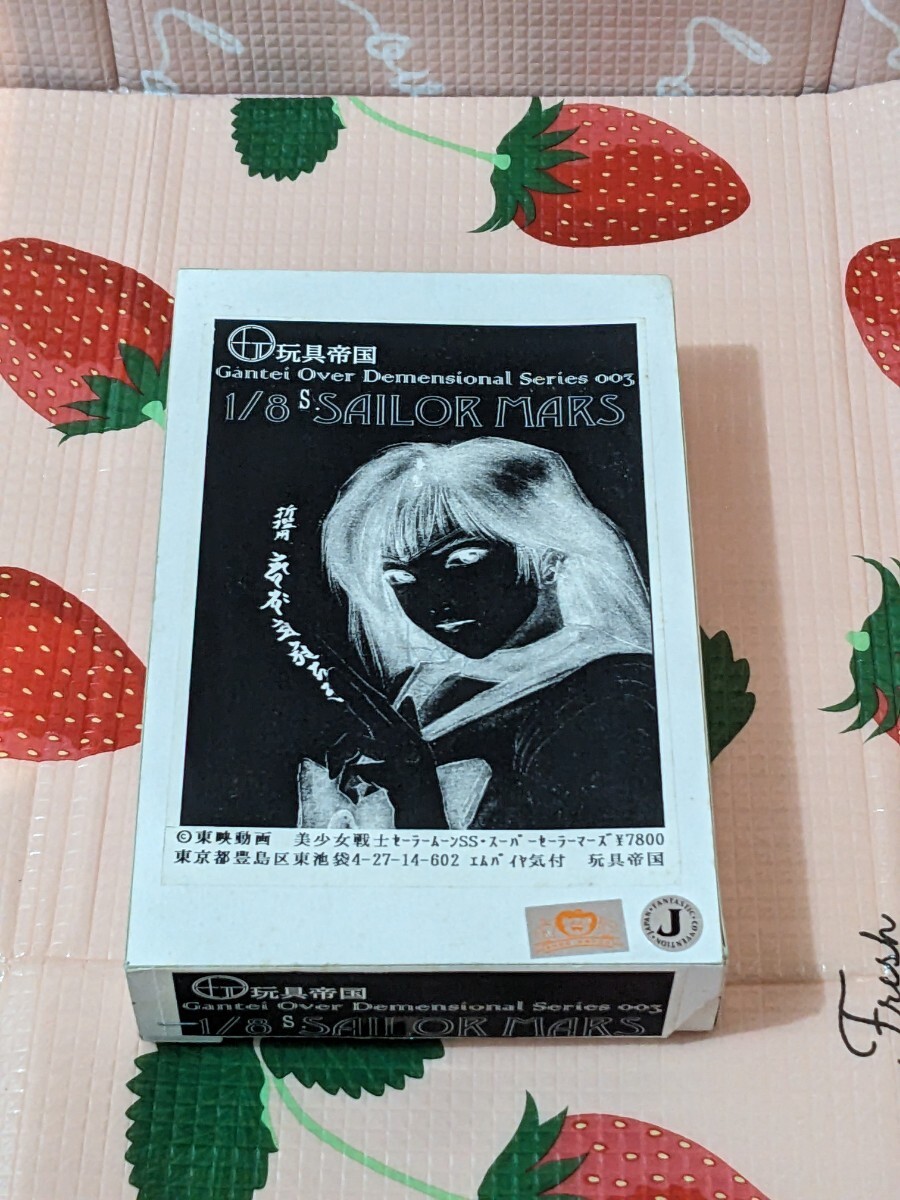 玩具帝国
Gantei Over Demensional Series 003
1/8 S. SAILOR MARS
©東映動画 美少女戦士ｾｰﾗｰﾑｰﾝSS・ｽｰﾊﾟｰｾｰﾗｰﾏｰｽﾞ¥7800
東京都豊島区東池袋4-27-14-602 ｴﾑﾊﾟｲﾔ気付 玩具帝国
J
JAPAN・FANTASTIC・CONVENTION・
玩具帝国
Gantei Over Demensional Series 003
1/8 S SAILOR MARS
Fresh